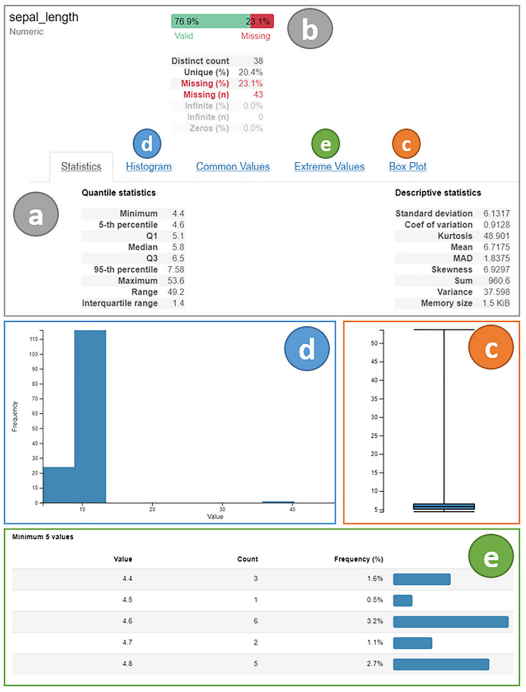 sepal_length
Numeric
76.9% 23.1%
Valid Missing
b
Distinct count 38
Unique (%) 20.4%
Missing (%) 23.1%
Missing (n) 43
Infinite (%) 0.0%
Infinite (n) 0
Zeros (%) 0.0%
d e c
Statistics Histogram Common Values Extreme Values Box Plot
a
Quantile statistics
Minimum 4.4
5-th percentile 4.6
Q1 5.1
Median 5.8
Q3 6.5
95-th percentile 7.58
Maximum 53.6
Range 49.2
Interquartile range 1.4
Descriptive statistics
Standard deviation 6.1317
Coef of variation 0.9128
Kurtosis 48.901
Mean 6.7175
MAD 1.8375
Skewness 6.9297
Sum 960.6
Variance 37.598
Memory size 1.5 KiB
d
Frequency
110
100
90
80
70
60
50
40
30
20
10
0
10 20 30 40
Value
c
50
45
40
35
30
25
20
15
10
5
e
Minimum 5 values
Value Count Frequency (%)
4.4 3 1.6%
4.5 1 0.5%
4.6 6 3.2%
4.7 2 1.1%
4.8 5 2.7%